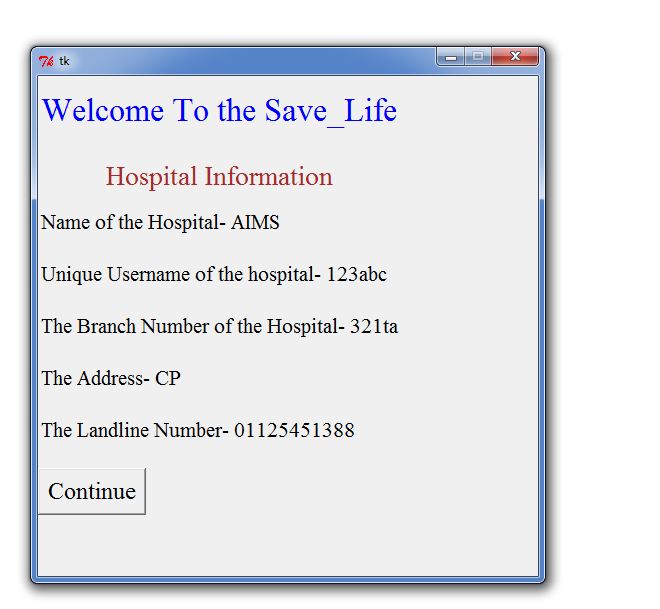 tk
Welcome To the Save_Life
Hospital Information
Name of the Hospital- AIMS
Unique Username of the hospital- 123abc
The Branch Number of the Hospital- 321ta
The Address- CP
The Landline Number- 01125451388
Continue